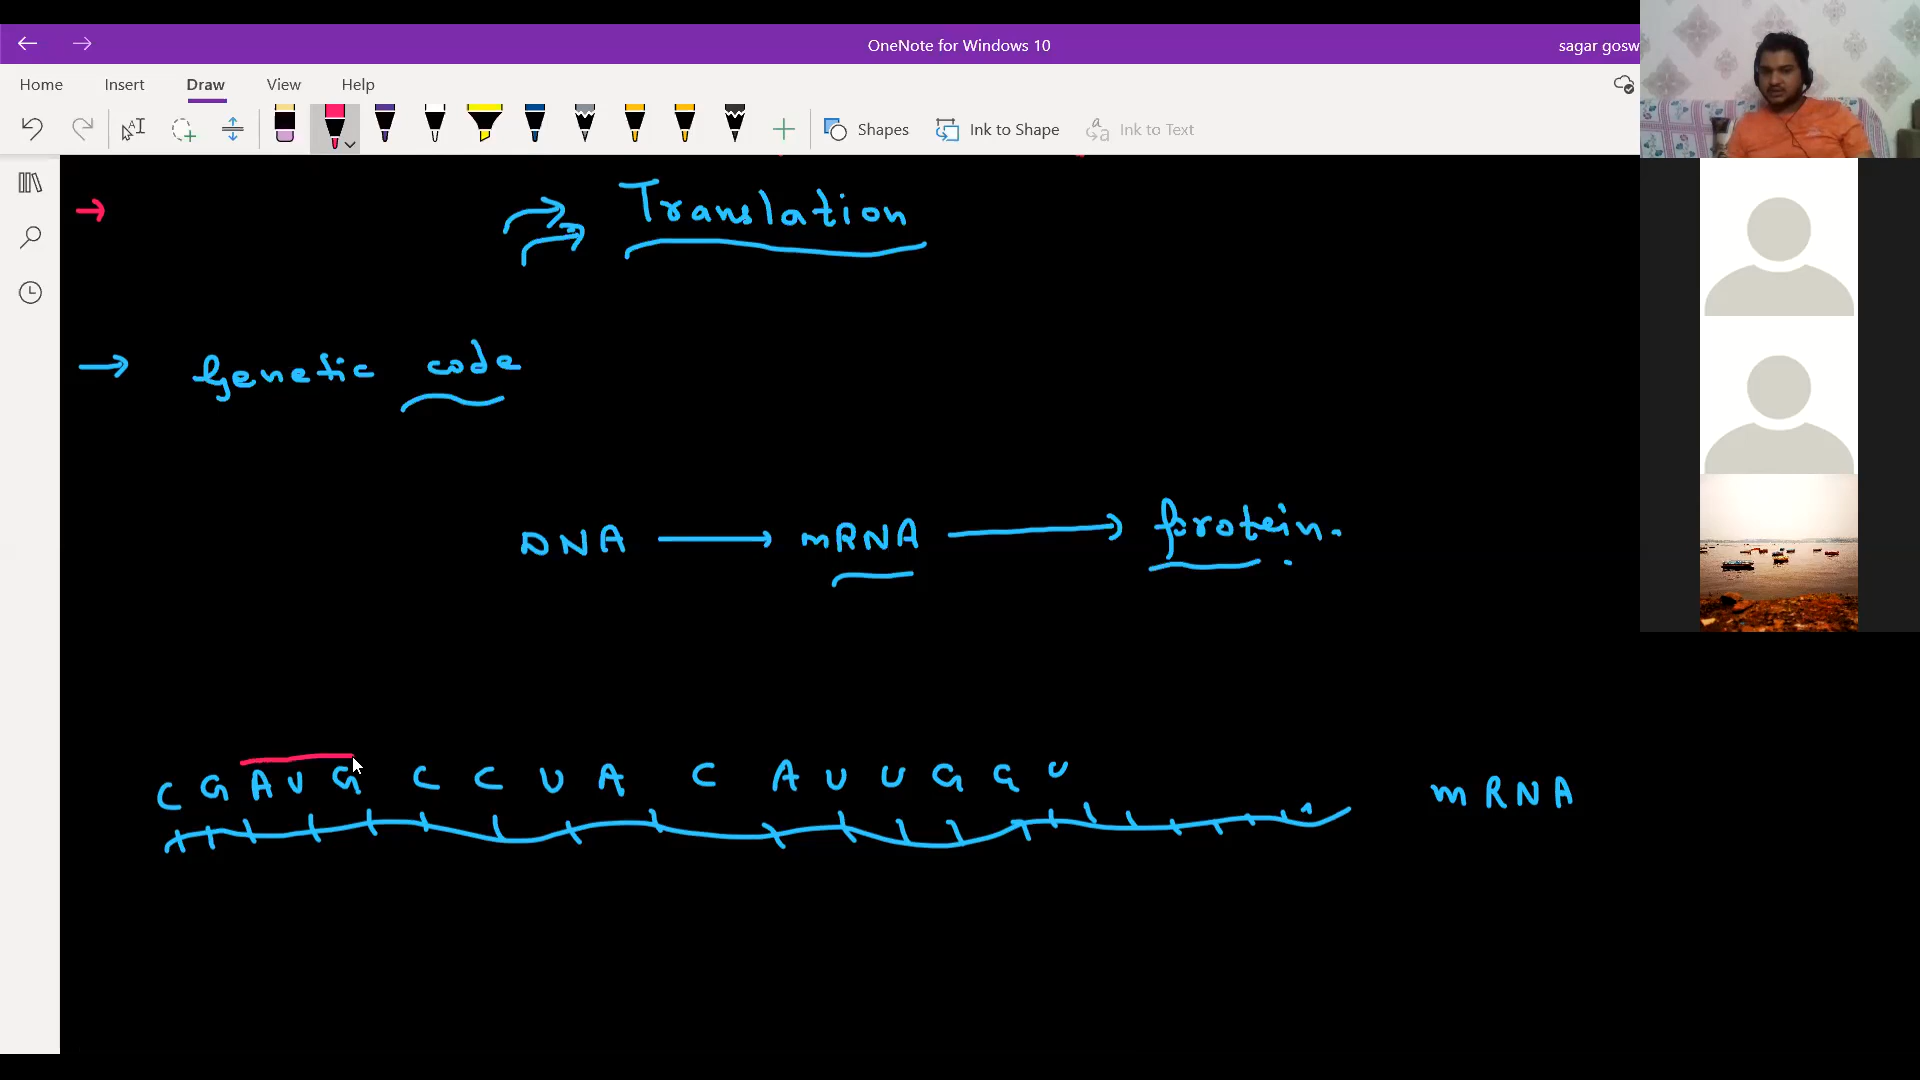 OneNote for Windows 10
sagar gosw
Home Insert Draw View Help
Shapes Ink to Shape Ink to Text
→ Translation
→ Genetic code
DNA → mRNA → protein.
C G A U G C C U A C A U U G G U mRNA